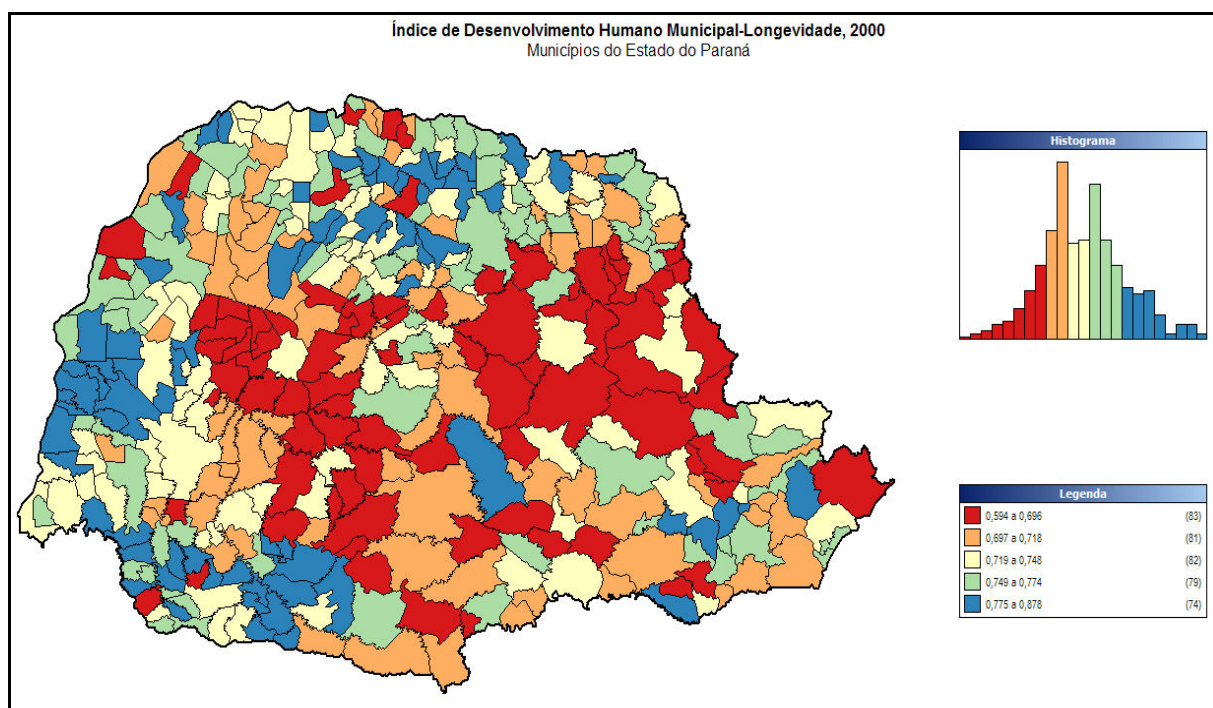 Índice de Desenvolvimento Humano Municipal-Longevidade, 2000
Municípios do Estado do Paraná
Histograma
Legenda
0,594 a 0,696 (83)
0,697 a 0,718 (81)
0,719 a 0,748 (82)
0,749 a 0,774 (79)
0,775 a 0,878 (74)